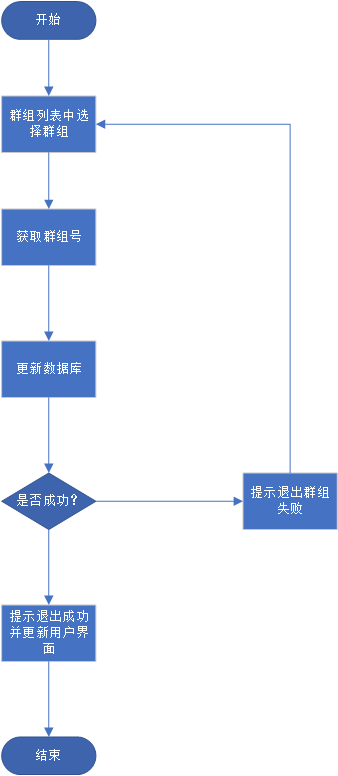 开始
群组列表中选
择群组
获取群组号
更新数据库
是否成功？
提示退出群组
失败
提示退出成功
并更新用户界
面
结束